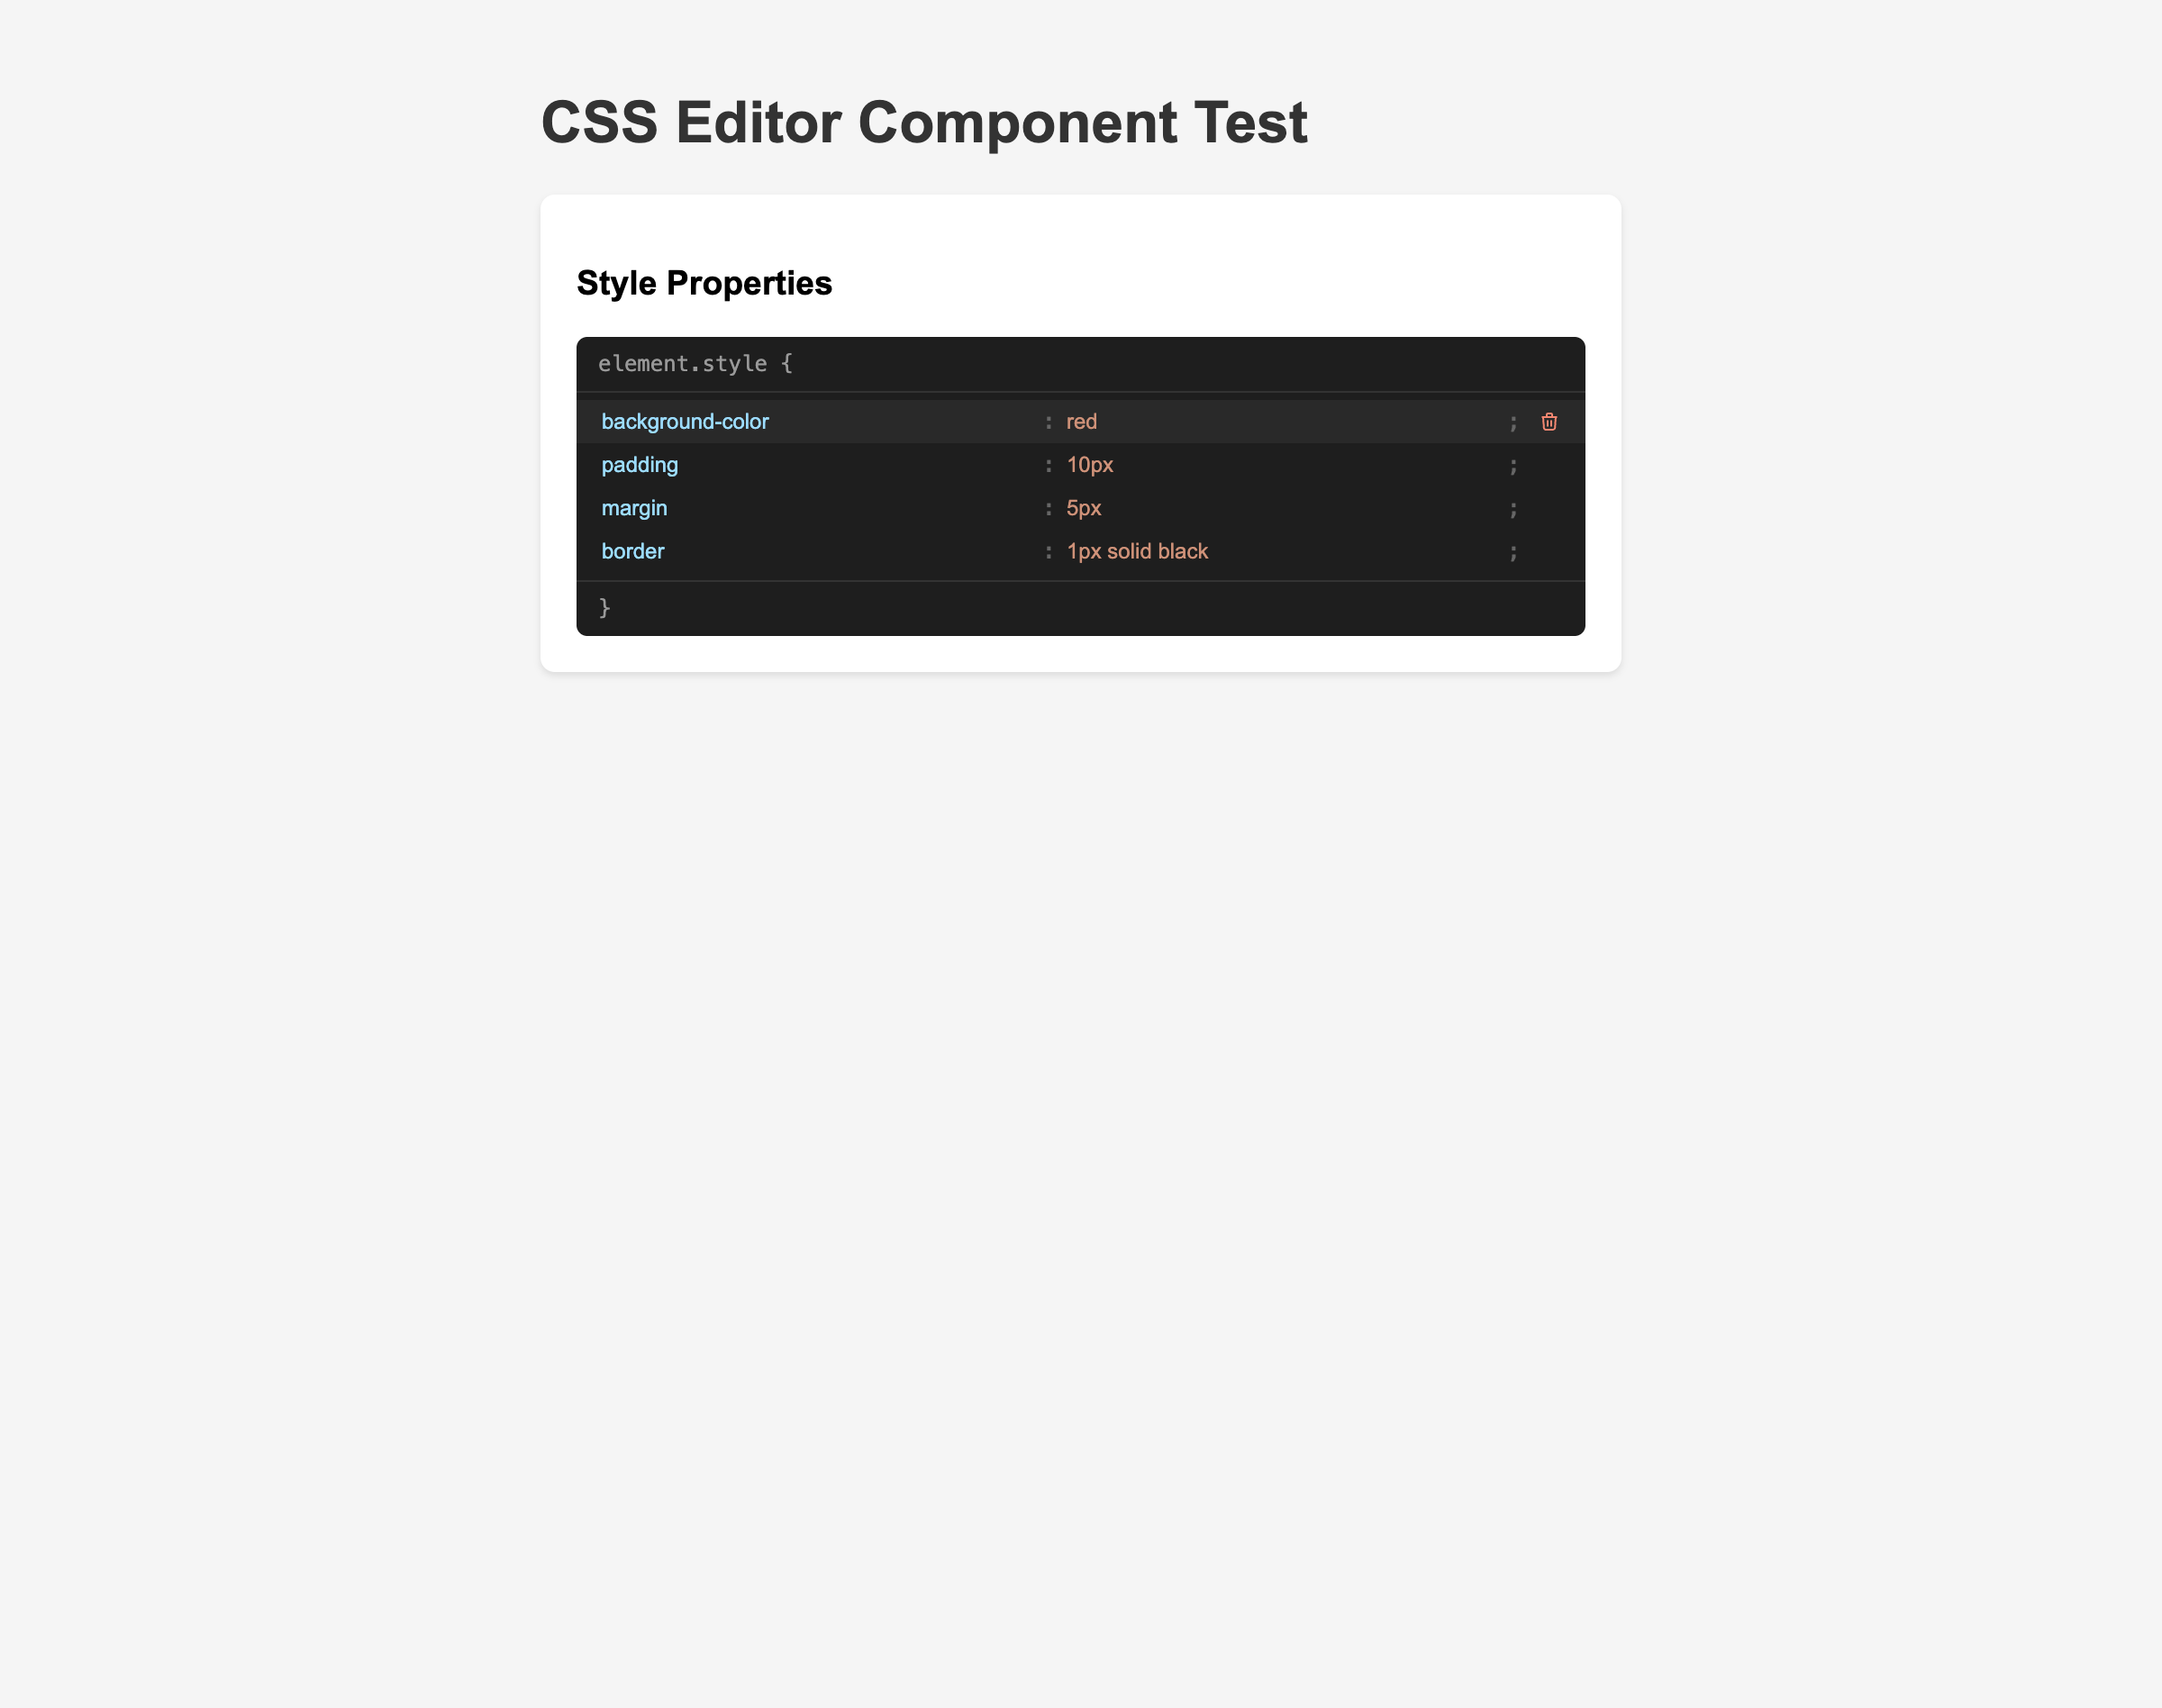 CSS Editor Component Test
Style Properties
element.style {
background-color : red ;
padding : 10px ;
margin : 5px ;
border : 1px solid black ;
}